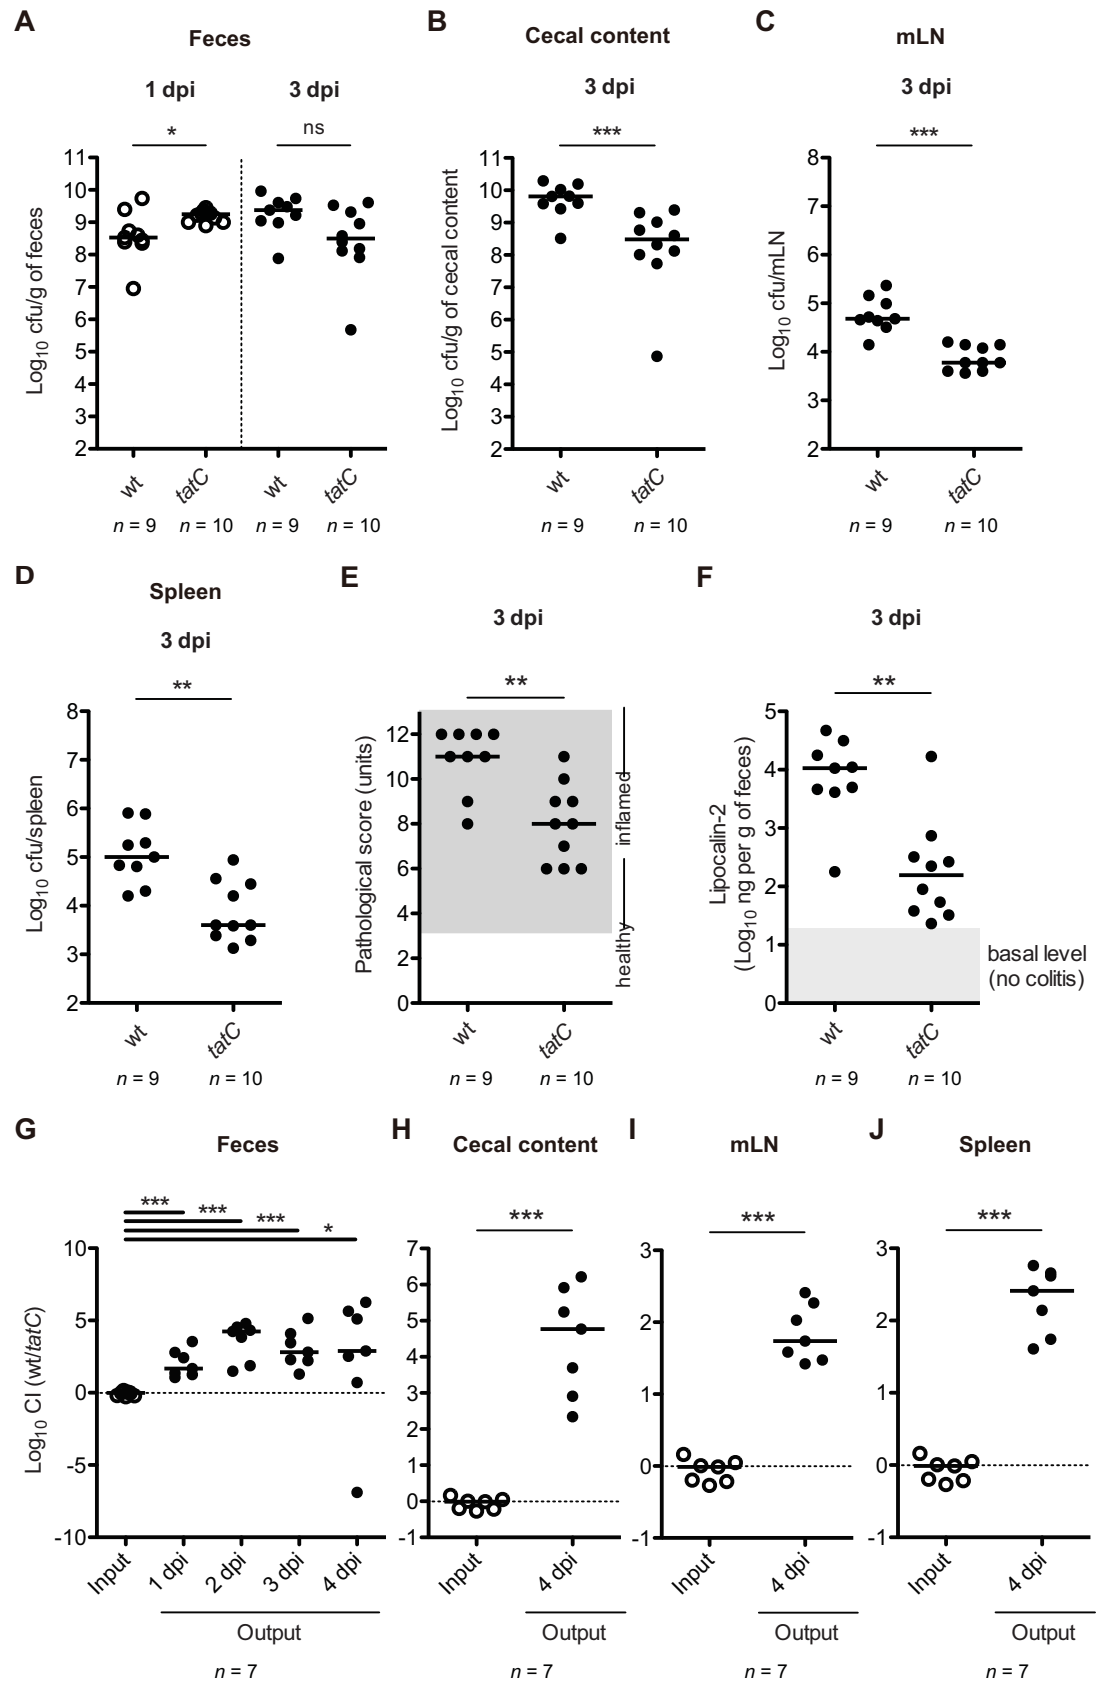 A
Feces
1 dpi
3 dpi
*
ns
11
10
9
8
7
6
5
4
3
2
Log10 cfu/g of feces
wt
tatC
wt
tatC
n = 9
n = 10
n = 9
n = 10
B
Cecal content
3 dpi
***
11
10
9
8
7
6
5
4
3
2
Log10 cfu/g of cecal content
wt
tatC
n = 9
n = 10
C
mLN
3 dpi
***
8
7
6
5
4
3
2
Log10 cfu/mLN
wt
tatC
n = 9
n = 10
D
Spleen
3 dpi
**
8
7
6
5
4
3
2
Log10 cfu/spleen
wt
tatC
n = 9
n = 10
E
3 dpi
**
12
10
8
6
4
2
0
Pathological score (units)
inflamed
healthy
wt
tatC
n = 9
n = 10
F
3 dpi
**
5
4
3
2
1
0
Lipocalin-2
(Log10 ng per g of feces)
basal level
(no colitis)
wt
tatC
n = 9
n = 10
G
Feces
***
***
***
*
10
5
0
-5
-10
Log10 CI (wt/tatC)
Input
1 dpi
2 dpi
3 dpi
4 dpi
Output
n = 7
H
Cecal content
***
7
6
5
4
3
2
1
0
-1
Input
4 dpi
Output
n = 7
I
mLN
***
3
2
1
0
-1
Input
4 dpi
Output
n = 7
J
Spleen
***
3
2
1
0
-1
Input
4 dpi
Output
n = 7